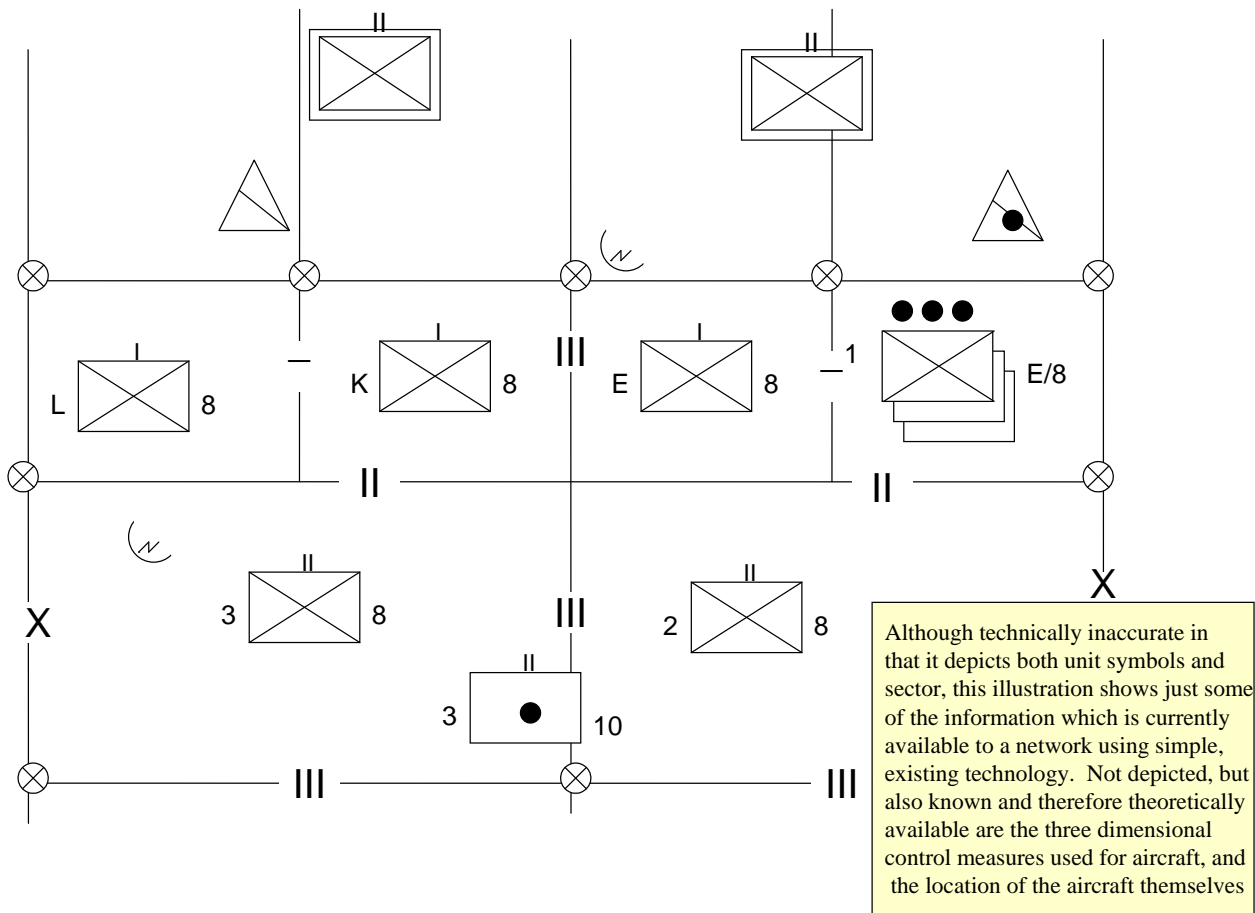 II
II
III
I
I
I
1
L
8
K
8
E
8
E/8
II
II
II
II
X
X
3
8
III
2
8
II
3
10
III
III
Although technically inaccurate in
that it depicts both unit symbols and
sector, this illustration shows just some
of the information which is currently
available to a network using simple,
existing technology.  Not depicted, but
also known and therefore theoretically
available are the three dimensional
control measures used for aircraft, and
the location of the aircraft themselves